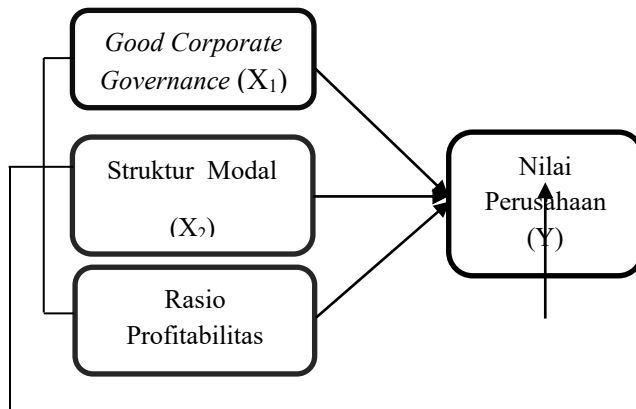 Good Corporate
Governance (X₁)
Struktur Modal
(X₂)
Rasio
Profitabilitas
Nilai
Perusahaan
(Y)